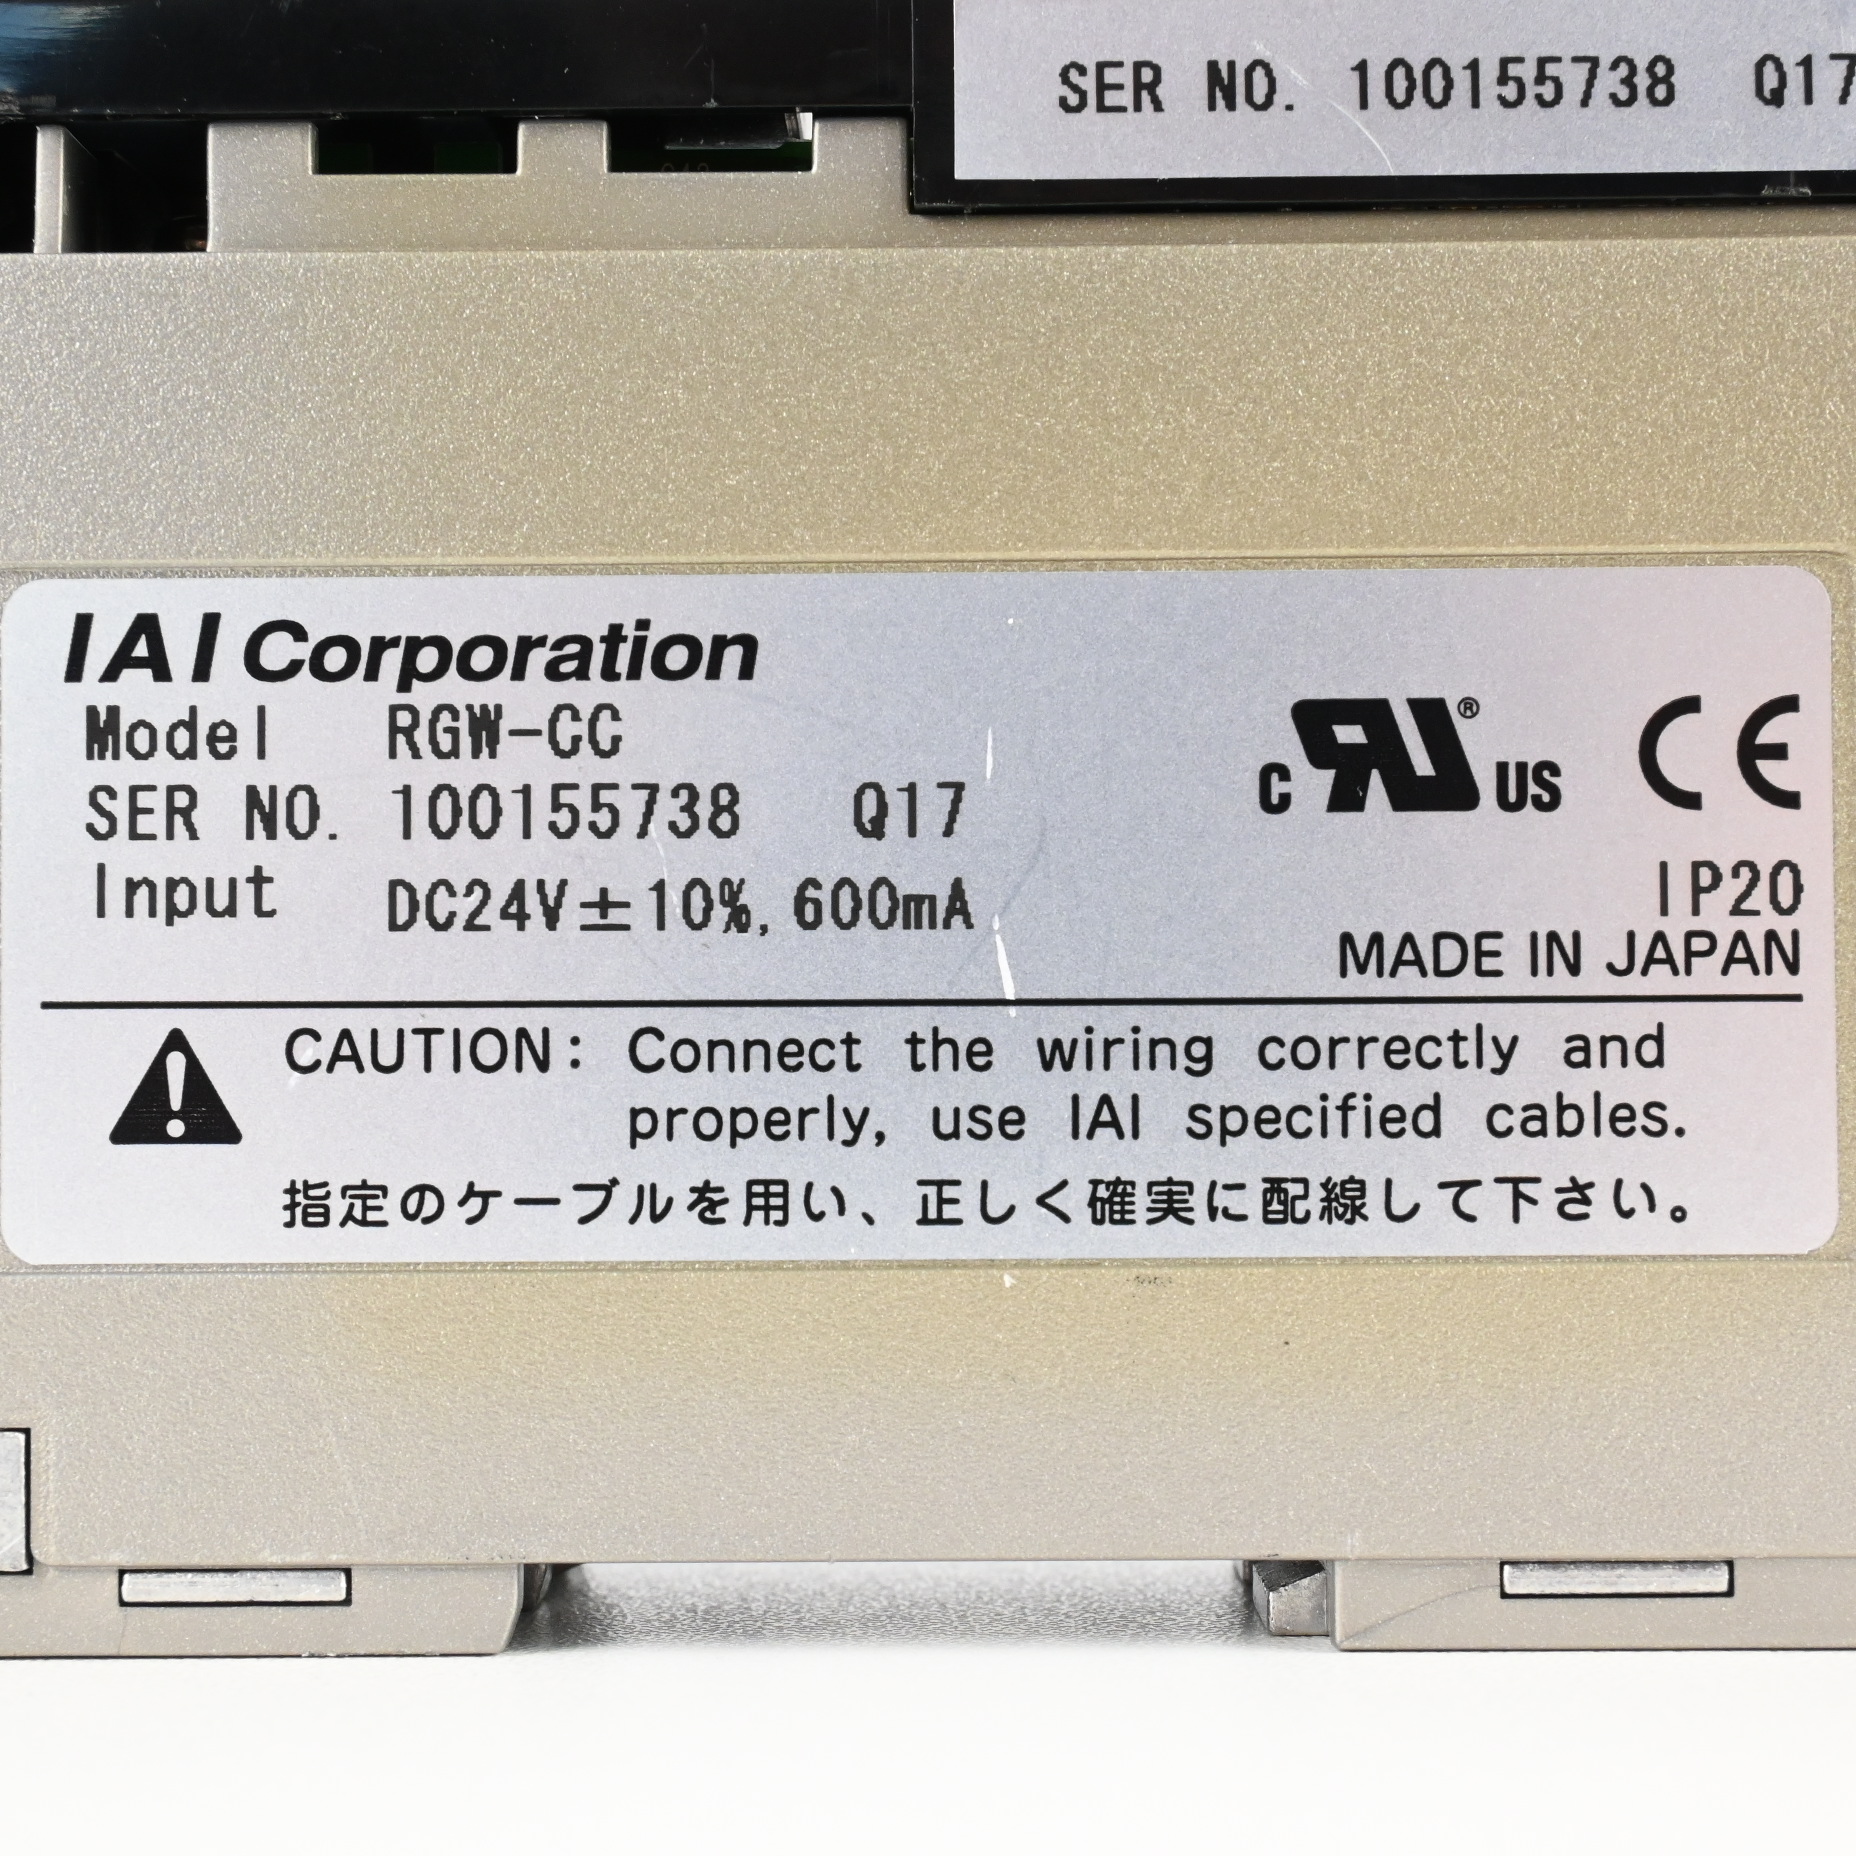 SER NO. 100155738 Q17
IAI Corporation
Model RGW-CC
SER NO. 100155738 Q17
Input DC24V±10%, 600mA
c RU® US CE
IP20
MADE IN JAPAN
CAUTION: Connect the wiring correctly and
properly, use IAI specified cables.
指定のケーブルを用い、正しく確実に配線して下さい。